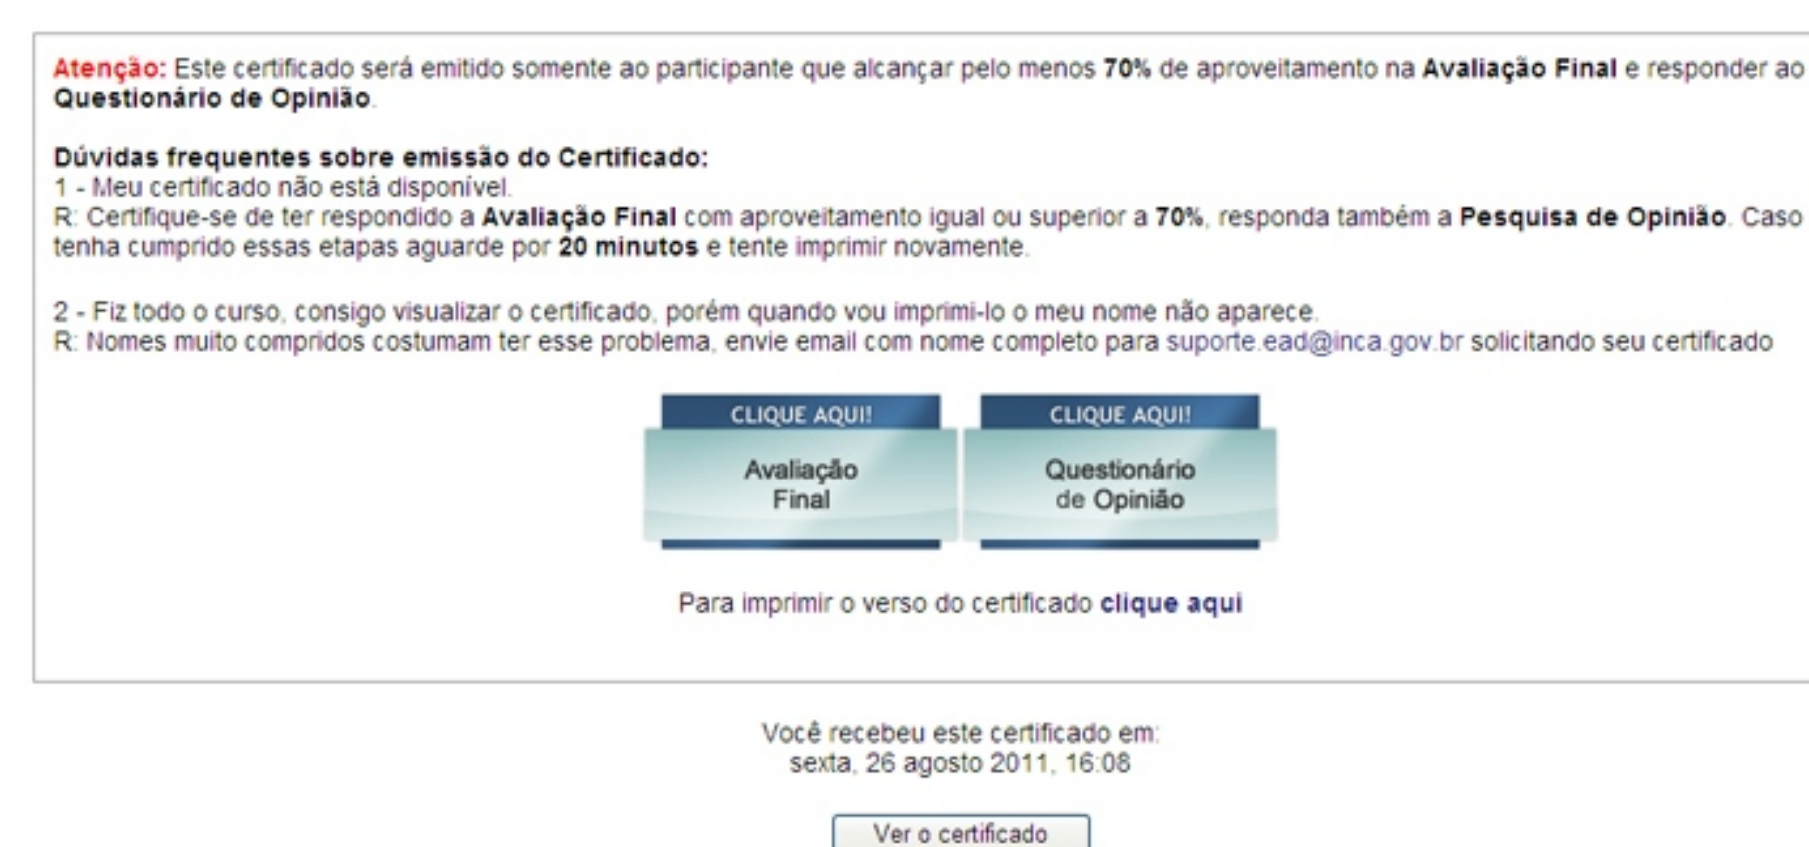 Atenção: Este certificado será emitido somente ao participante que alcançar pelo menos 70% de aproveitamento na Avaliação Final e responder ao
Questionário de Opinião.
Dúvidas frequentes sobre emissão do Certificado:
1 - Meu certificado não está disponível.
R: Certifique-se de ter respondido a Avaliação Final com aproveitamento igual ou superior a 70%, responda também a Pesquisa de Opinião. Caso
tenha cumprido essas etapas aguarde por 20 minutos e tente imprimir novamente.
2 - Fiz todo o curso, consigo visualizar o certificado, porém quando vou imprimi-lo o meu nome não aparece.
R: Nomes muito compridos costumam ter esse problema, envie email com nome completo para suporte.ead@inca.gov.br solicitando seu certificado
CLIQUE AQUI!
Avaliação
Final
CLIQUE AQUI!
Questionário
de Opinião
Para imprimir o verso do certificado clique aqui
Você recebeu este certificado em:
sexta, 26 agosto 2011, 16:08
Ver o certificado